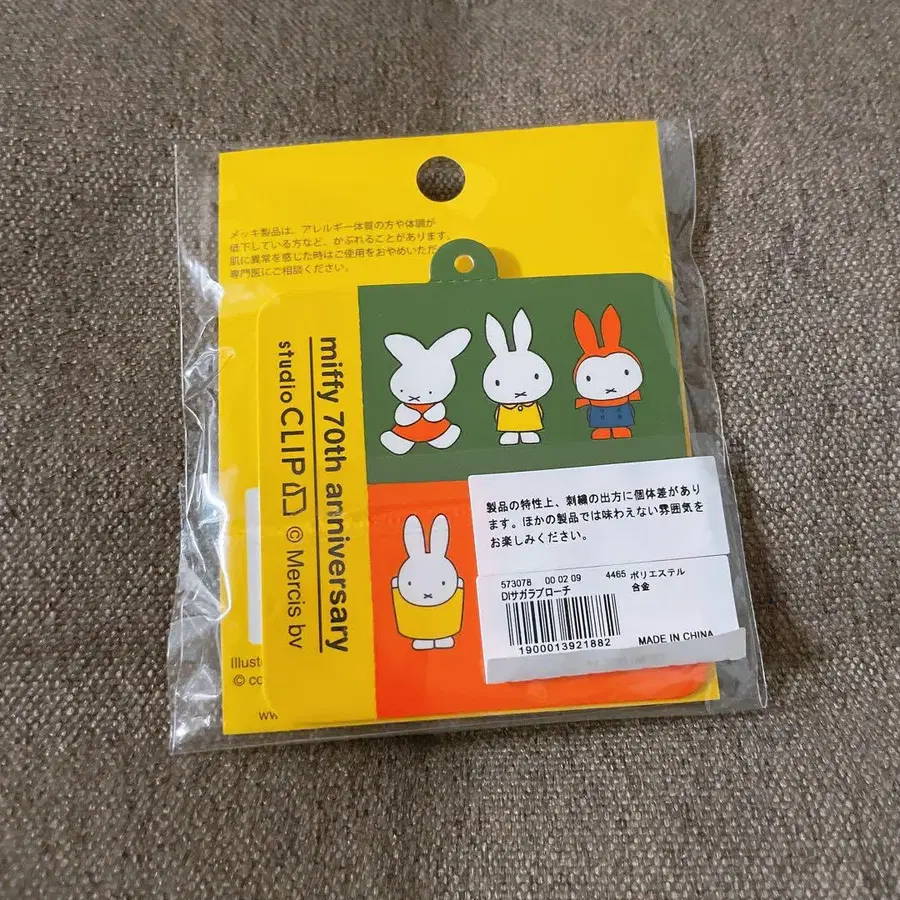 メッキ製品は、アレルギー体質の方や体調が
低下している方など、かぶれることがあります。
肌に異常を感じた時はご使用をおやめいただ
専門医にご相談ください。
miffy 70th anniversary
studio CLIP
© Mercis bv
製品の特性上、刺繍の出方に個体差があり
ます。ほかの製品では味わえない雰囲気を
お楽しみください。
573078 00 02 09 4465 ポリエステル
DIサガラブローチ 合金
1900013921882
MADE IN CHINA
Illust
© co
ww